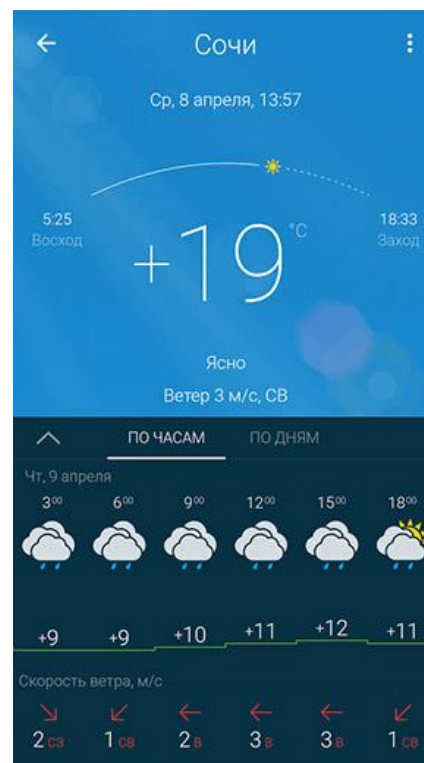 Сочи
Ср, 8 апреля, 13:57
5:25
Восход
18:33
Заход
+19 °C
Ясно
Ветер 3 м/с, СВ
ПО ЧАСАМ ПО ДНЯМ
Чт, 9 апреля
3⁰⁰ 6⁰⁰ 9⁰⁰ 12⁰⁰ 15⁰⁰ 18⁰⁰
+9 +9 +10 +11 +12 +11
Скорость ветра, м/с
2 СЗ 1 СВ 2 В 3 В 3 В 1 СВ